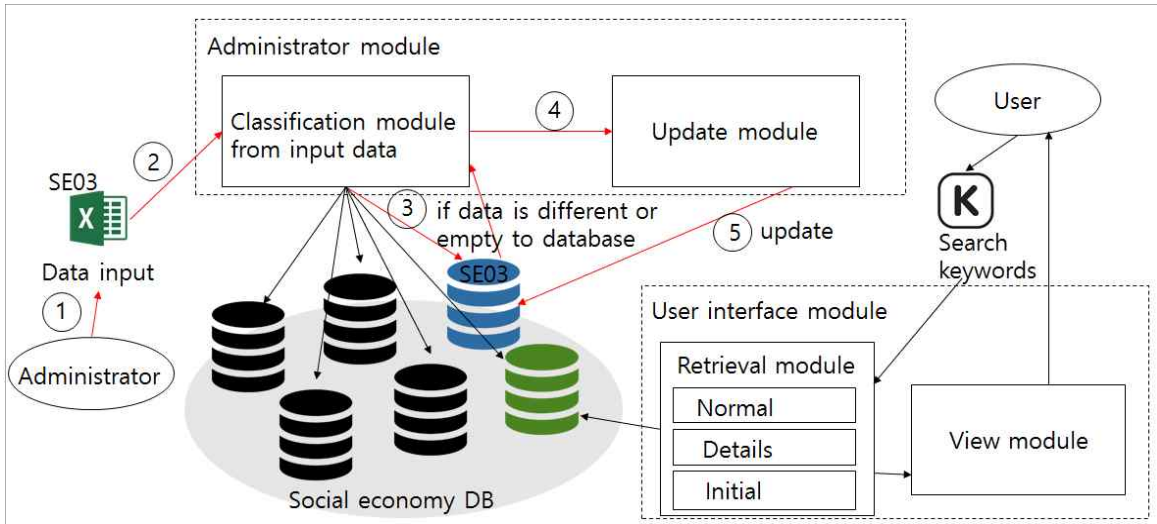 Administrator module
Classification module
from input data
4
Update module
User
2
SE03
X
3
if data is different or
empty to database
5
update
K
Search
keywords
Data input
1
Administrator
SE03
Social economy DB
User interface module
Retrieval module
Normal
Details
Initial
View module